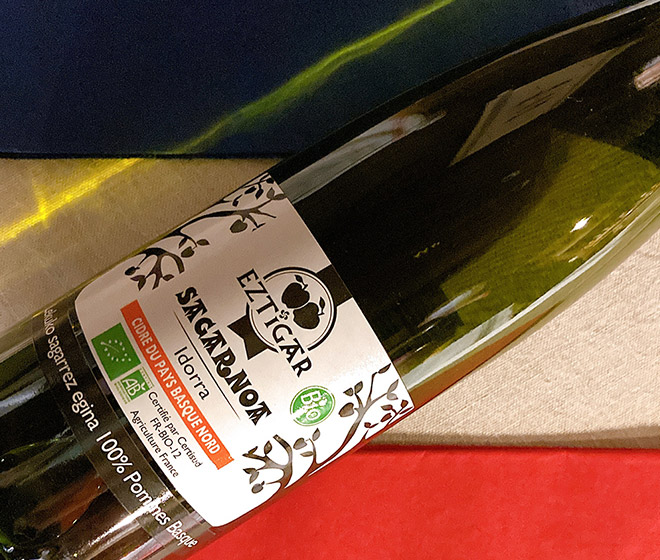 EZTIGAR
SAGARNOA
Idorra
CIDRE DU PAYS BASQUE NORD
Bio
AB
Certifié par Certisud
FR-BIO-12
Agriculture France
sagarrez egina 100% Pommes Basque